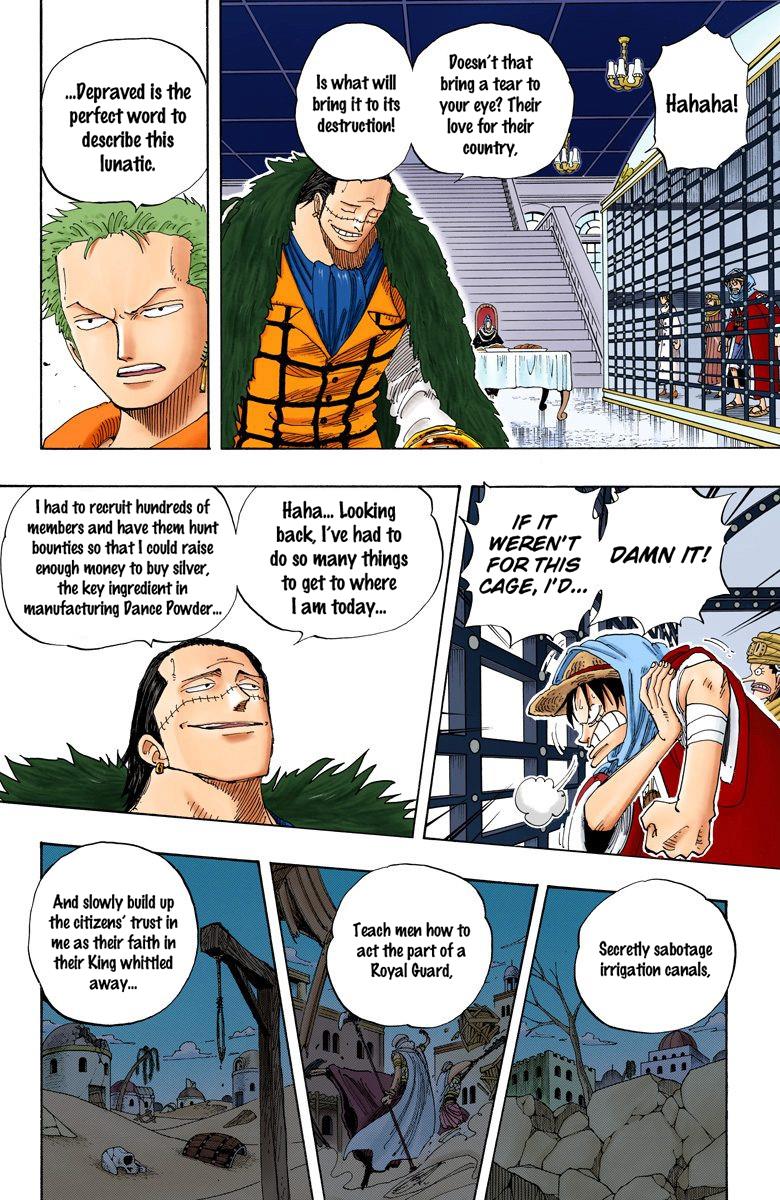 Hahaha!
Doesn't that
bring a tear to
your eye? Their
love for their
country,
Is what will
bring it to its
destruction!
...Depraved is the
perfect word to
describe this
lunatic.
DAMN IT!
IF IT
WEREN'T
FOR THIS
CAGE, I'D...
Haha... Looking
back, I've had to
do so many things
to get to where
I am today...
I had to recruit hundreds of
members and have them hunt
bounties so that I could raise
enough money to buy silver,
the key ingredient in
manufacturing Dance Powder...
Secretly sabotage
irrigation canals,
Teach men how to
act the part of a
Royal Guard,
And slowly build up
the citizens' trust in
me as their faith in
their King whittled
away...